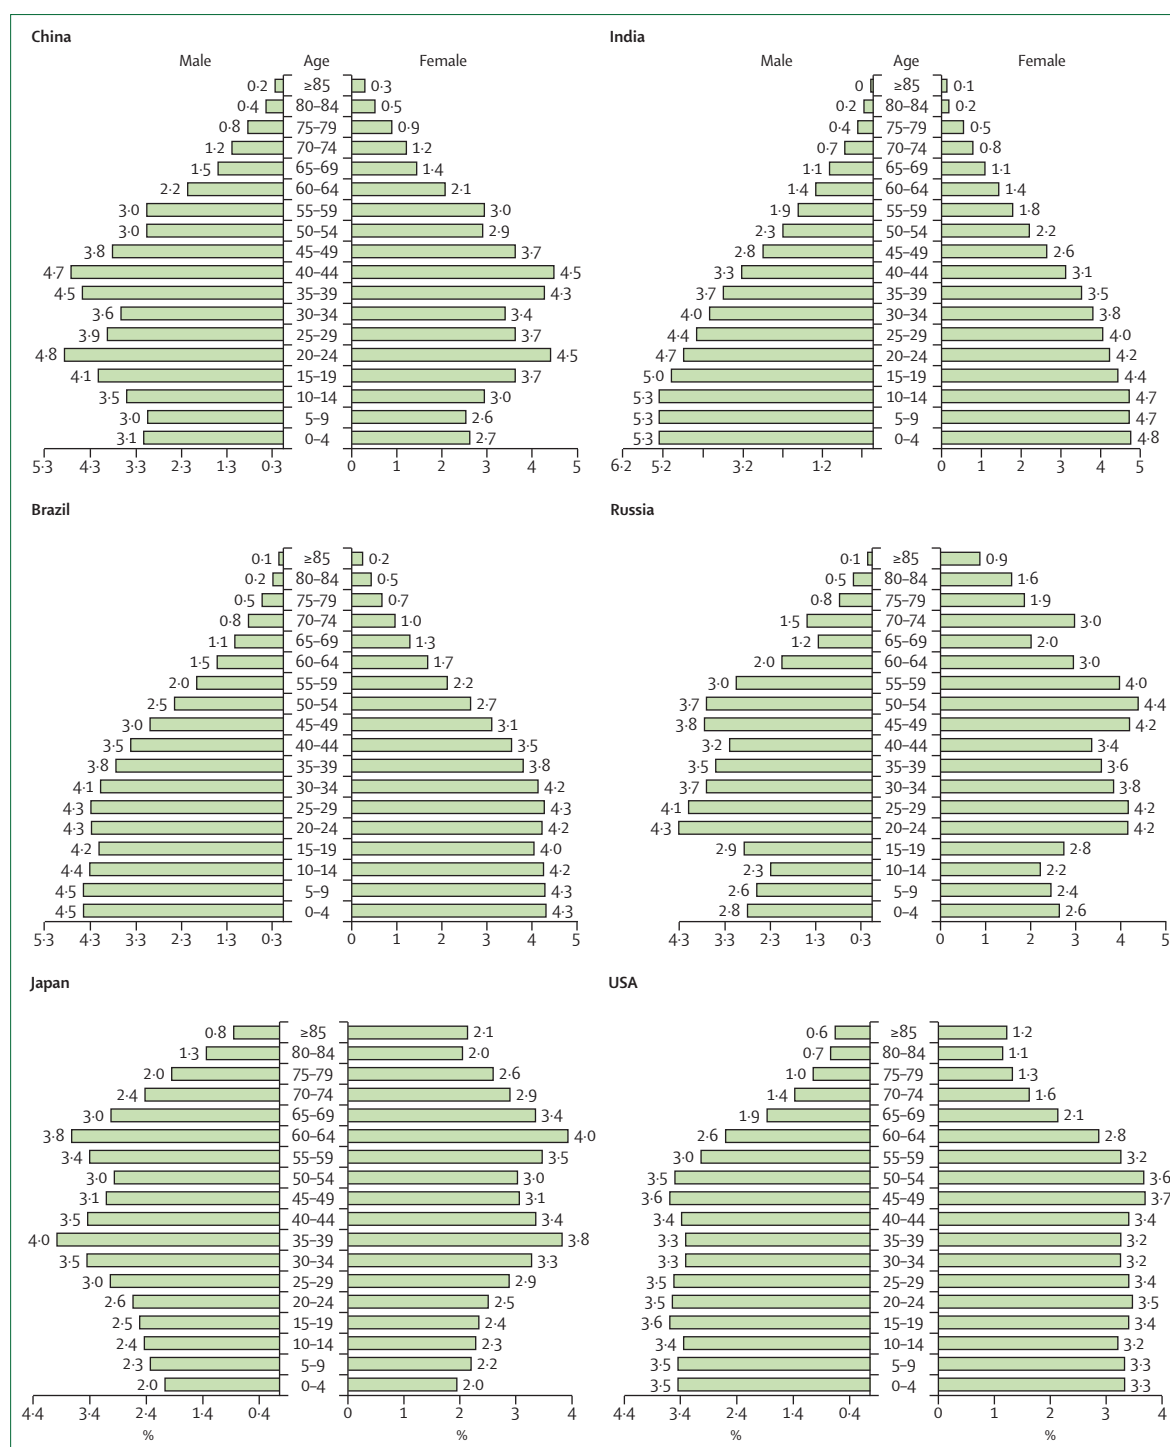 China India
Male Age Female Male Age Female
0·2 ≥85 0·3 0 ≥85 0·1
0·4 80–84 0·5 0·2 80–84 0·2
0·8 75–79 0·9 0·4 75–79 0·5
1·2 70–74 1·2 0·7 70–74 0·8
1·5 65–69 1·4 1·1 65–69 1·1
2·2 60–64 2·1 1·4 60–64 1·4
3·0 55–59 3·0 1·9 55–59 1·8
3·0 50–54 2·9 2·3 50–54 2·2
3·8 45–49 3·7 2·8 45–49 2·6
4·7 40–44 4·5 3·3 40–44 3·1
4·5 35–39 4·3 3·7 35–39 3·5
3·6 30–34 3·4 4·0 30–34 3·8
3·9 25–29 3·7 4·4 25–29 4·0
4·8 20–24 4·5 4·7 20–24 4·2
4·1 15–19 3·7 5·0 15–19 4·4
3·5 10–14 3·0 5·3 10–14 4·7
3·0 5–9 2·6 5·3 5–9 4·7
3·1 0–4 2·7 5·3 0–4 4·8
5·3 4·3 3·3 2·3 1·3 0·3 0 1 2 3 4 5 6·2 5·2 3·2 1·2 0 1 2 3 4 5
Brazil Russia
0·1 ≥85 0·2 0·1 ≥85 0·9
0·2 80–84 0·5 0·5 80–84 1·6
0·5 75–79 0·7 0·8 75–79 1·9
0·8 70–74 1·0 1·5 70–74 3·0
1·1 65–69 1·3 1·2 65–69 2·0
1·5 60–64 1·7 2·0 60–64 3·0
2·0 55–59 2·2 3·0 55–59 4·0
2·5 50–54 2·7 3·7 50–54 4·4
3·0 45–49 3·1 3·8 45–49 4·2
3·5 40–44 3·5 3·2 40–44 3·4
3·8 35–39 3·8 3·5 35–39 3·6
4·1 30–34 4·2 3·7 30–34 3·8
4·3 25–29 4·3 4·1 25–29 4·2
4·3 20–24 4·2 4·3 20–24 4·2
4·2 15–19 4·0 2·9 15–19 2·8
4·4 10–14 4·2 2·3 10–14 2·2
4·5 5–9 4·3 2·6 5–9 2·4
4·5 0–4 4·3 2·8 0–4 2·6
5·3 4·3 3·3 2·3 1·3 0·3 0 1 2 3 4 5 4·3 3·3 2·3 1·3 0·3 0 1 2 3 4 5
Japan USA
0·8 ≥85 2·1 0·6 ≥85 1·2
1·3 80–84 2·0 0·7 80–84 1·1
2·0 75–79 2·6 1·0 75–79 1·3
2·4 70–74 2·9 1·4 70–74 1·6
3·0 65–69 3·4 1·9 65–69 2·1
3·8 60–64 4·0 2·6 60–64 2·8
3·4 55–59 3·5 3·0 55–59 3·2
3·0 50–54 3·0 3·5 50–54 3·6
3·1 45–49 3·1 3·6 45–49 3·7
3·5 40–44 3·4 3·4 40–44 3·4
4·0 35–39 3·8 3·3 35–39 3·2
3·5 30–34 3·3 3·3 30–34 3·2
3·0 25–29 2·9 3·5 25–29 3·4
2·6 20–24 2·5 3·5 20–24 3·5
2·5 15–19 2·4 3·6 15–19 3·4
2·4 10–14 2·3 3·4 10–14 3·2
2·3 5–9 2·2 3·5 5–9 3·3
2·0 0–4 2·0 3·5 0–4 3·3
4·4 3·4 2·4 1·4 0·4 0 1 2 3 4 4·4 3·4 2·4 1·4 0·4 0 1 2 3 4
% % % %